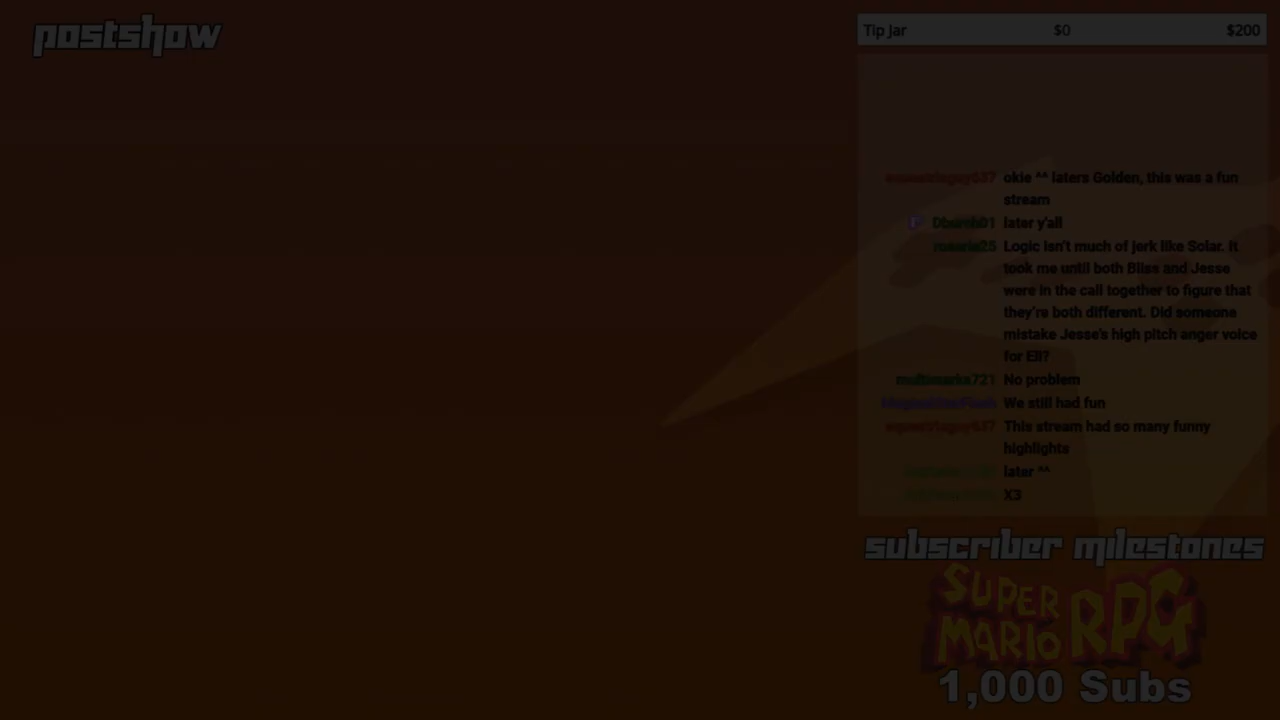 postshow
Tip Jar $0 $200
okie ^^ laters Golden, this was a fun
stream
Dburch01 later y'all
Logic isn't much of jerk like Solar. It
took me until both Bliss and Jesse
were in the call together to figure that
they're both different. Did someone
mistake Jesse's high pitch anger voice
for Eli?
No problem
We still had fun
This stream had so many funny
highlights
later ^^
X3
subscriber milestones
SUPER
MARIO RPG
1,000 Subs